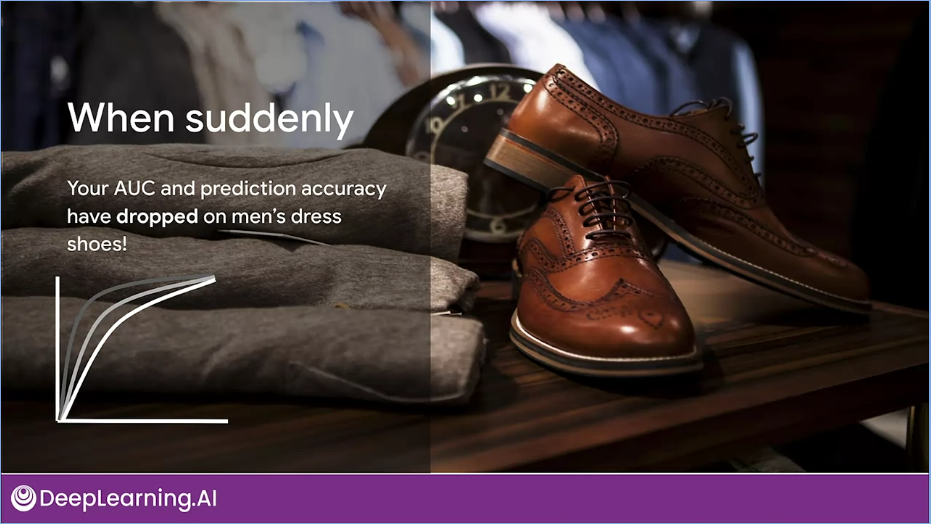 When suddenly
Your AUC and prediction accuracy
have dropped on men's dress
shoes!
DeepLearning.AI